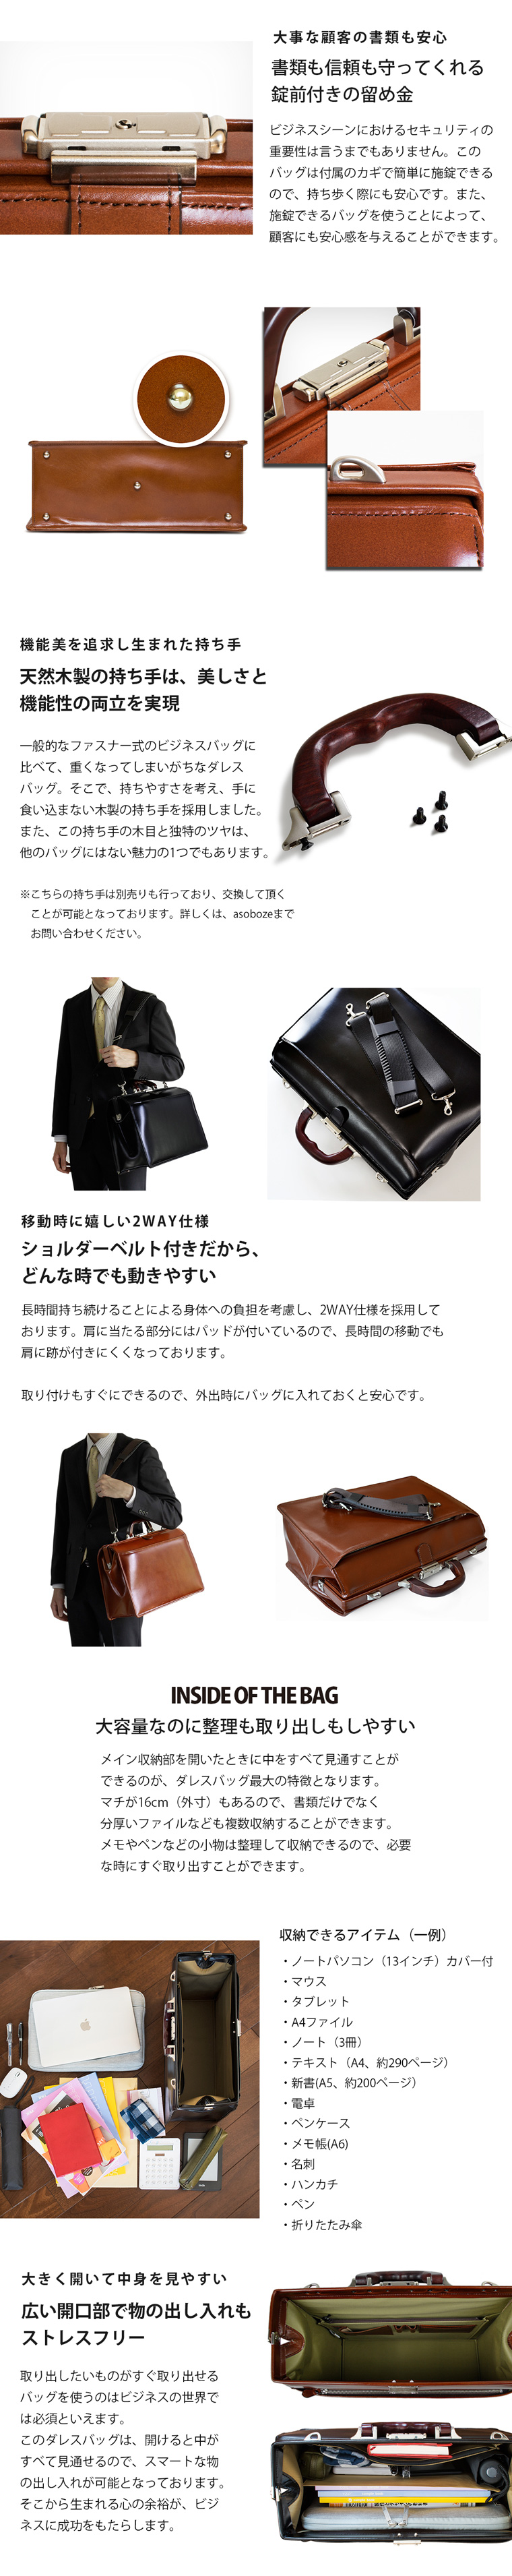 大事な顧客の書類も安心
書類も信頼も守ってくれる
錠前付きの留め金
ビジネスシーンにおけるセキュリティの
重要性は言うまでもありません。この
バッグは付属のカギで簡単に施錠できる
ので、持ち歩く際にも安心です。また、
施錠できるバッグを使うことによって、
顧客にも安心感を与えることができます。
機能美を追求し生まれた持ち手
天然木製の持ち手は、美しさと
機能性の両立を実現
一般的なファスナー式のビジネスバッグに
比べて、重くなってしまいがちなダレス
バッグ。そこで、持ちやすさを考え、手に
食い込まない木製の持ち手を採用しました。
また、この持ち手の木目と独特のツヤは、
他のバッグにはない魅力の1つでもあります。
※こちらの持ち手は別売りも行っており、交換して頂く
ことが可能となっております。詳しくは、asobozeまで
お問い合わせください。
移動時に嬉しい2WAY仕様
ショルダーベルト付きだから、
どんな時でも動きやすい
長時間持ち続けることによる身体への負担を考慮し、2WAY仕様を採用して
おります。肩に当たる部分にはパッドが付いているので、長時間の移動でも
肩に跡が付きにくくなっております。
取り付けもすぐにできるので、外出時にバッグに入れておくと安心です。
INSIDE OF THE BAG
大容量なのに整理も取り出しもしやすい
メイン収納部を開いたときに中をすべて見通すことが
できるのが、ダレスバッグ最大の特徴となります。
マチが16cm（外寸）もあるので、書類だけでなく
分厚いファイルなども複数収納することができます。
メモやペンなどの小物は整理して収納できるので、必要
な時にすぐ取り出すことができます。
収納できるアイテム（一例）
・ノートパソコン（13インチ）カバー付
・マウス
・タブレット
・A4ファイル
・ノート（3冊）
・テキスト（A4、約290ページ）
・新書(A5、約200ページ）
・電卓
・ペンケース
・メモ帳(A6)
・名刺
・ハンカチ
・ペン
・折りたたみ傘
大きく開いて中身を見やすい
広い開口部で物の出し入れも
ストレスフリー
取り出したいものがすぐ取り出せる
バッグを使うのはビジネスの世界で
は必須といえます。
このダレスバッグは、開けると中が
すべて見通せるので、スマートな物
の出し入れが可能となっております。
そこから生まれる心の余裕が、ビジ
ネスに成功をもたらします。